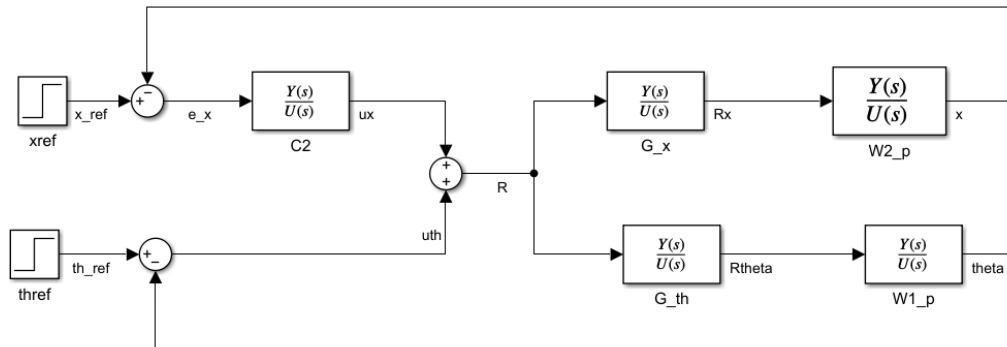 Y(s)
U(s)
Y(s)
U(s)
Y(s)
U(s)
x_ref
e_x
ux
Rx
x
xref
C2
G_x
W2_p
R
uth
Y(s)
U(s)
Y(s)
U(s)
th_ref
Rtheta
theta
thref
G_th
W1_p